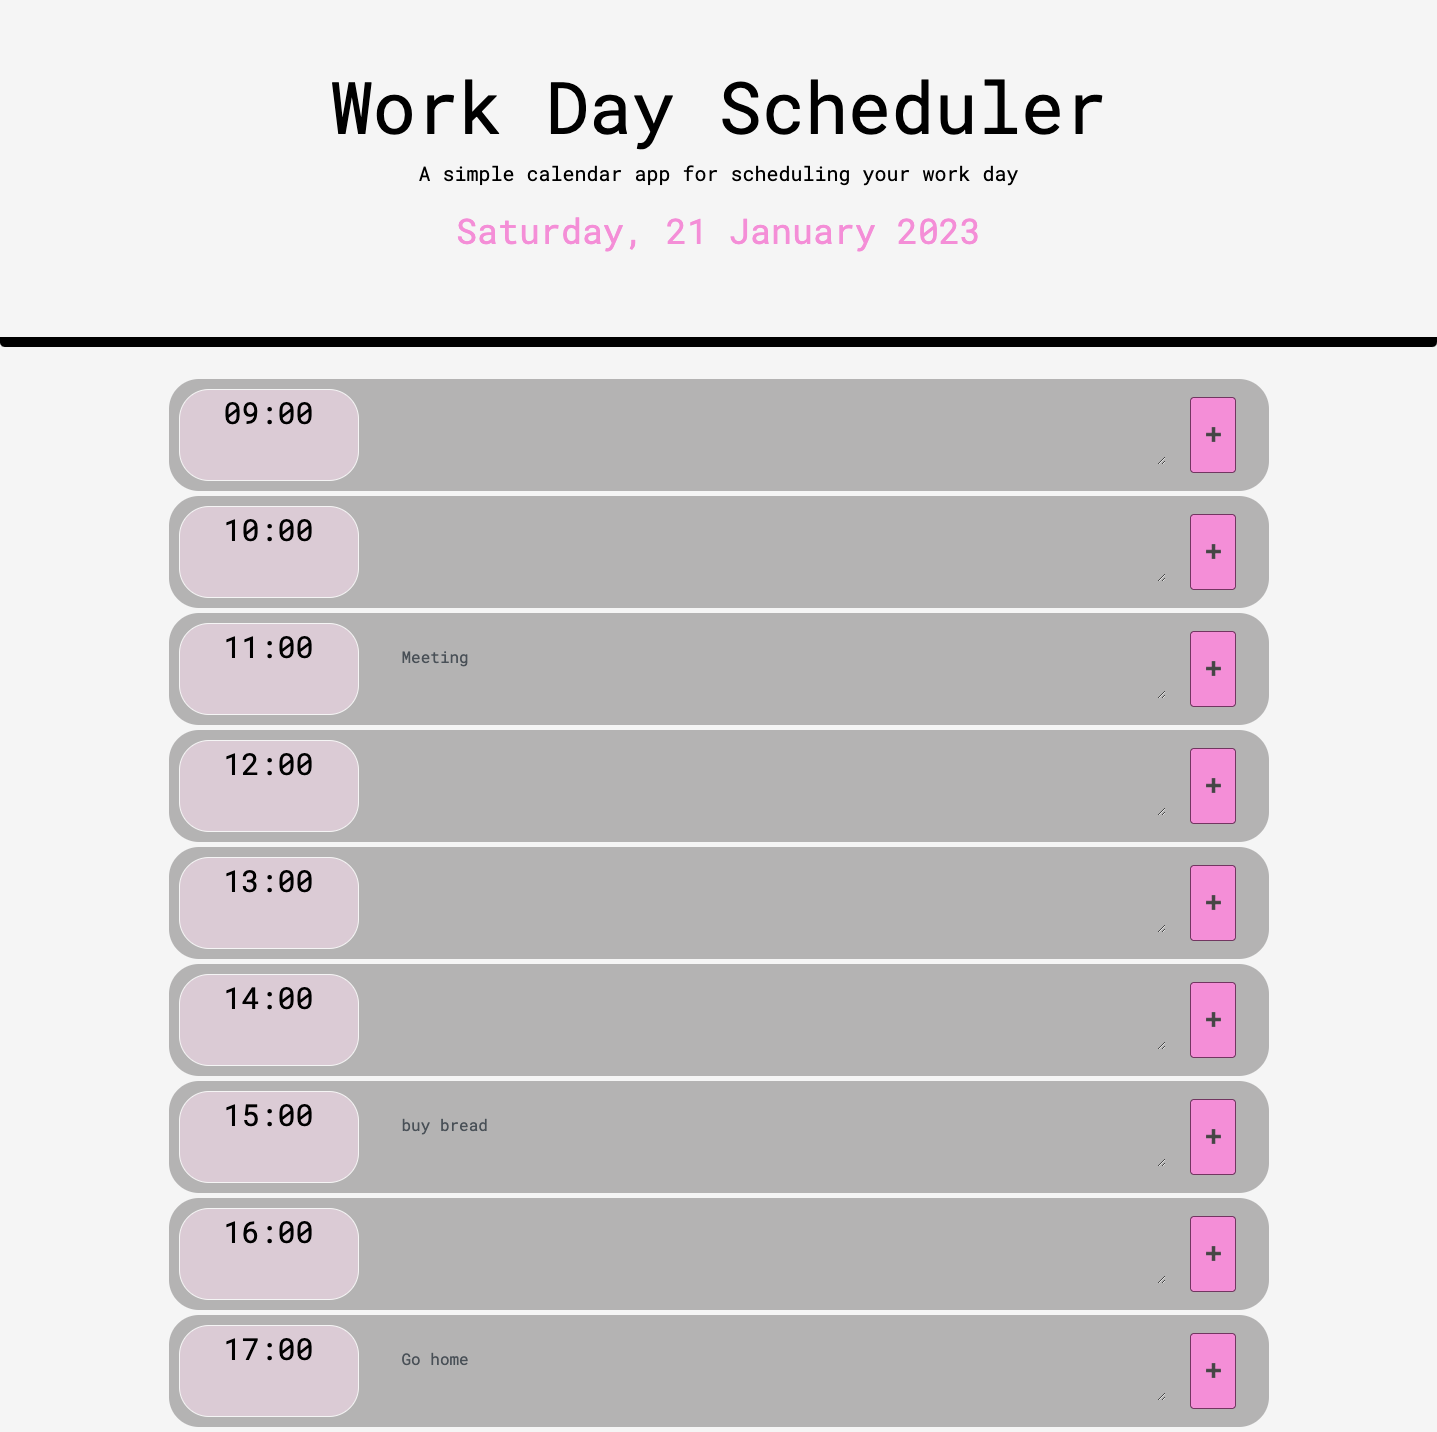 Work Day Scheduler
A simple calendar app for scheduling your work day
Saturday, 21 January 2023
09:00 +
10:00 +
11:00 Meeting +
12:00 +
13:00 +
14:00 +
15:00 buy bread +
16:00 +
17:00 Go home +